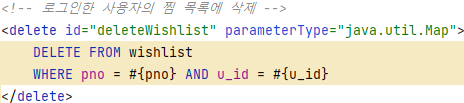 <!-- 로그인한 사용자의 찜 목록에 삭제 -->
<delete id="deleteWishlist" parameterType="java.util.Map">
DELETE FROM wishlist
WHERE pno = #{pno} AND u_id = #{u_id}
</delete>